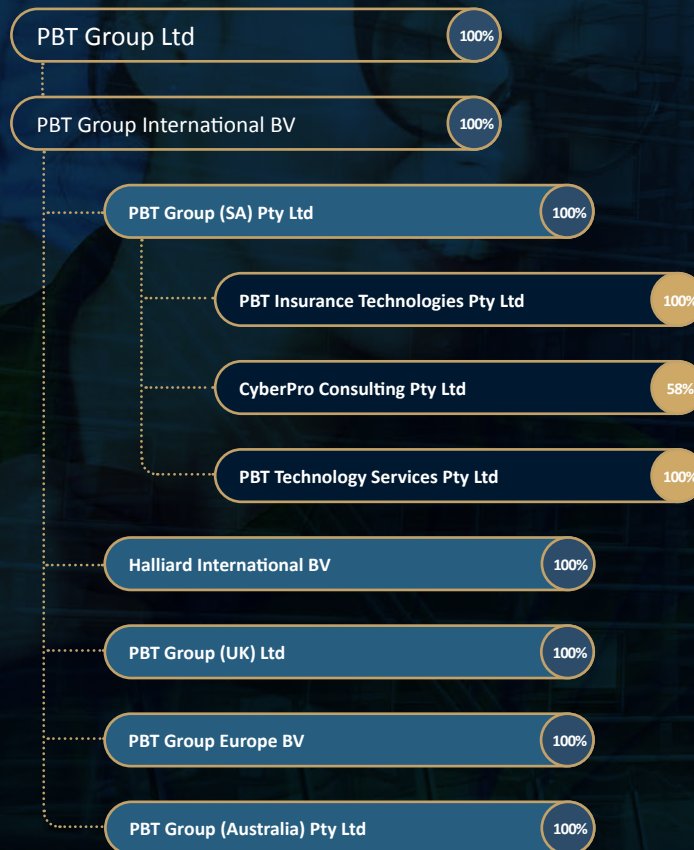 PBT Group Ltd 100%
PBT Group International BV 100%
PBT Group (SA) Pty Ltd 100%
PBT Insurance Technologies Pty Ltd 100%
CyberPro Consulting Pty Ltd 58%
PBT Technology Services Pty Ltd 100%
Halliard International BV 100%
PBT Group (UK) Ltd 100%
PBT Group Europe BV 100%
PBT Group (Australia) Pty Ltd 100%